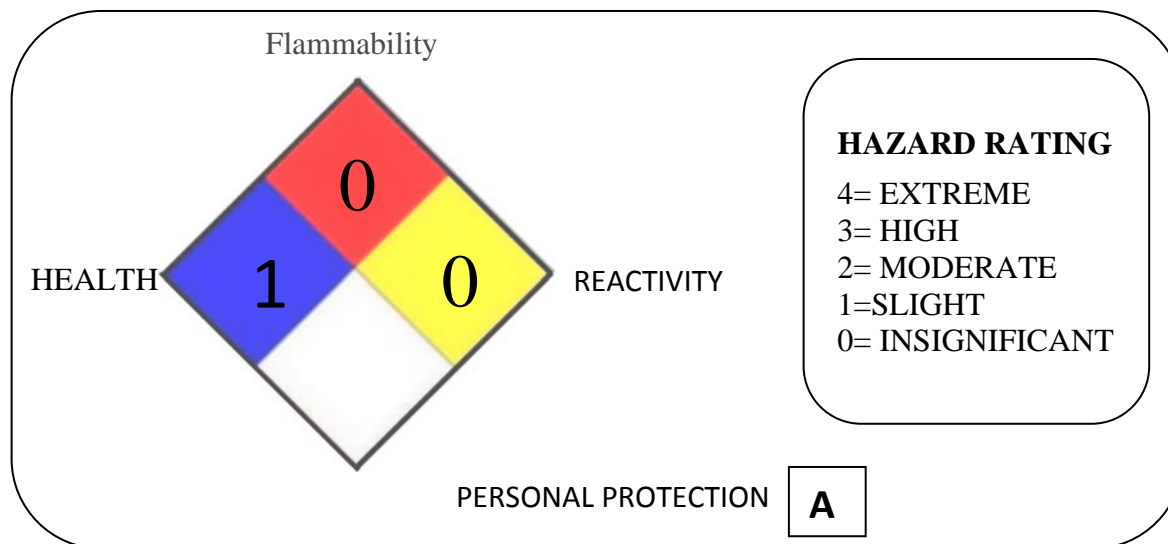 Flammability
0
HEALTH
1
0
REACTIVITY
HAZARD RATING
4= EXTREME
3= HIGH
2= MODERATE
1=SLIGHT
0= INSIGNIFICANT
PERSONAL PROTECTION
A